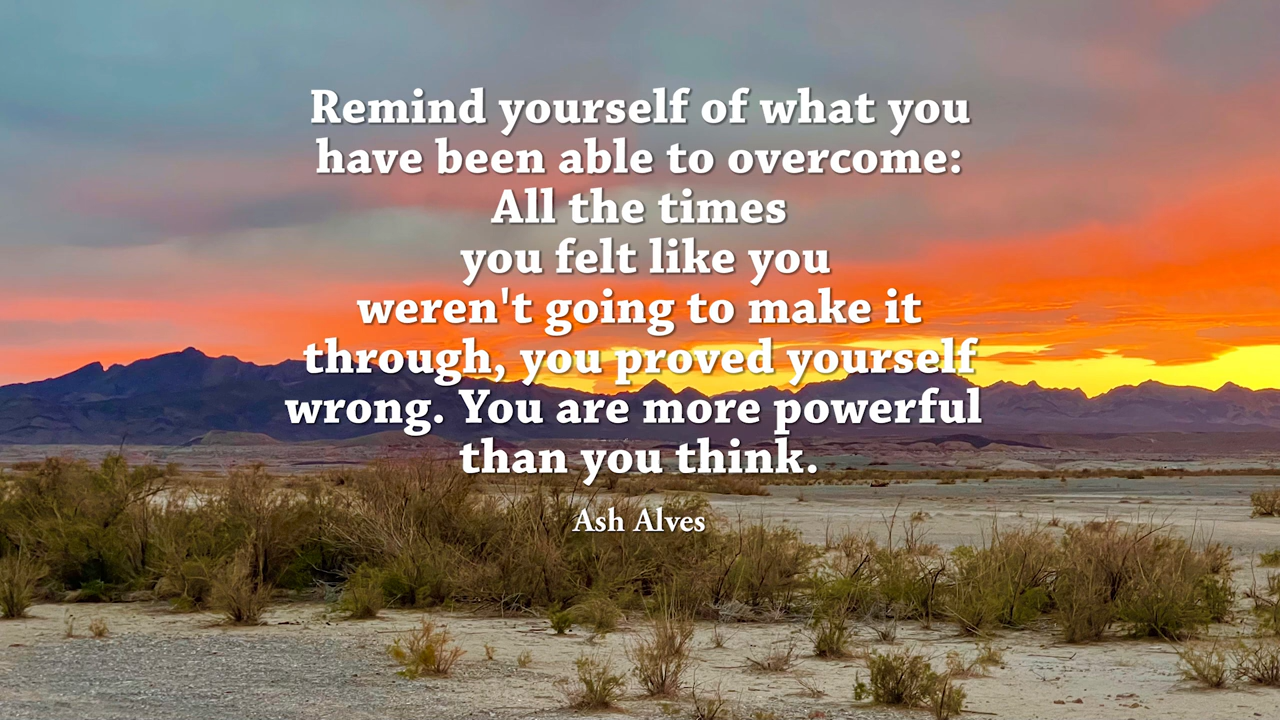 Remind yourself of what you
have been able to overcome:
All the times
you felt like you
weren't going to make it
through, you proved yourself
wrong. You are more powerful
than you think.
Ash Alves